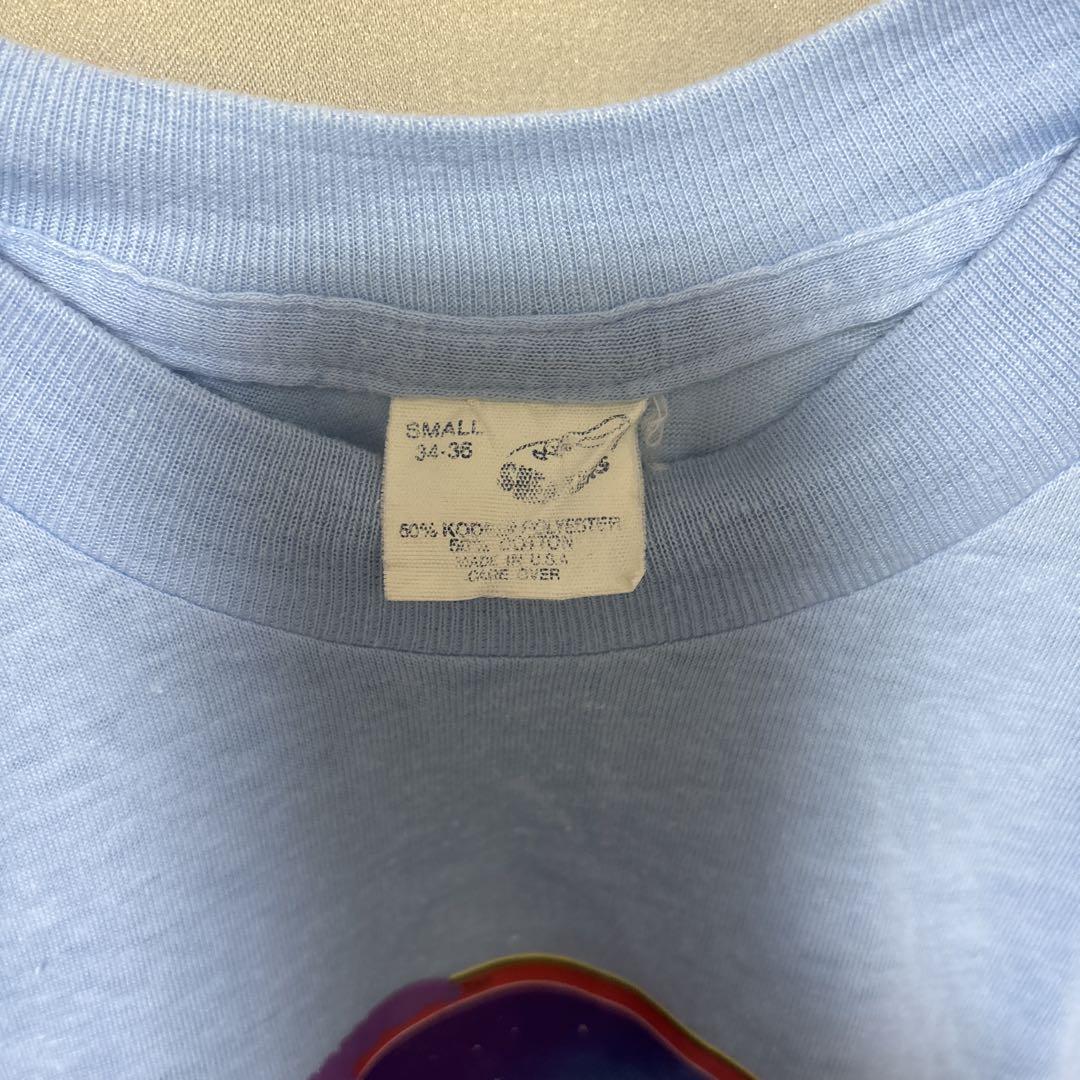 SMALL
34-36
50% KODEL® POLYESTER
50% COTTON
MADE IN U.S.A
CARE OVER